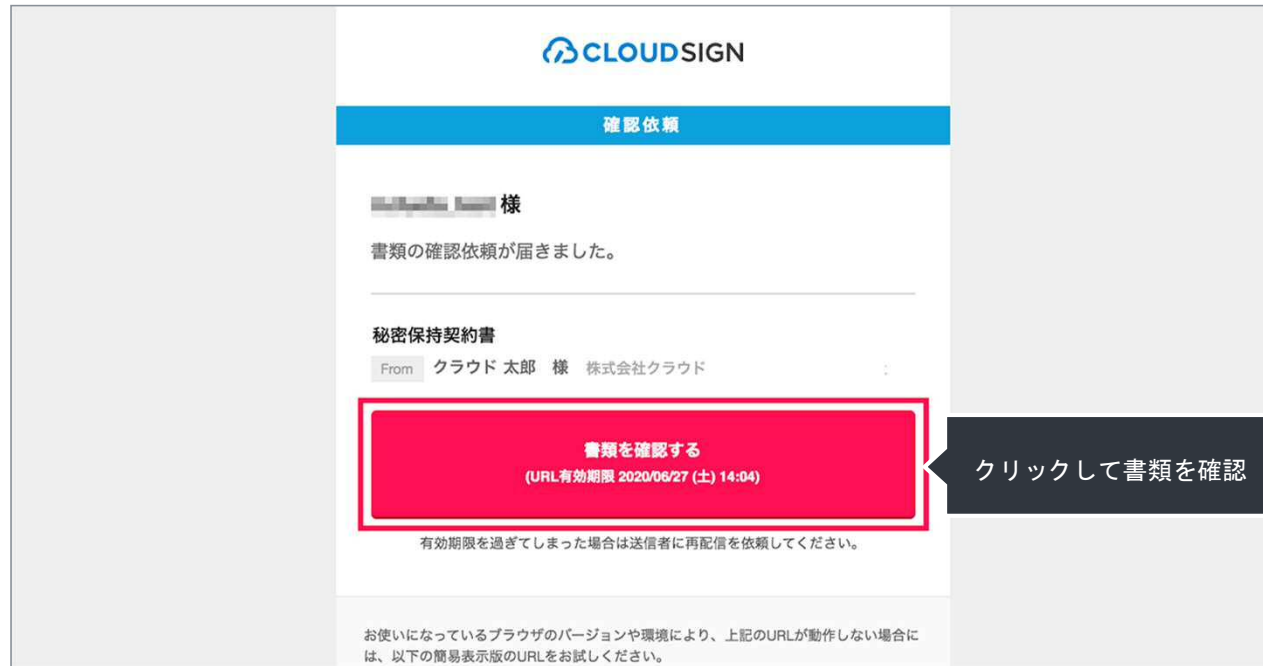 CLOUDSIGN
確認依頼
様
書類の確認依頼が届きました。
秘密保持契約書
From クラウド 太郎 様 株式会社クラウド :
書類を確認する
(URL有効期限 2020/06/27 (土) 14:04)
クリックして書類を確認
有効期限を過ぎてしまった場合は送信者に再配信を依頼してください。
お使いになっているブラウザのバージョンや環境により、上記のURLが動作しない場合に
は、以下の簡易表示版のURLをお試しください。